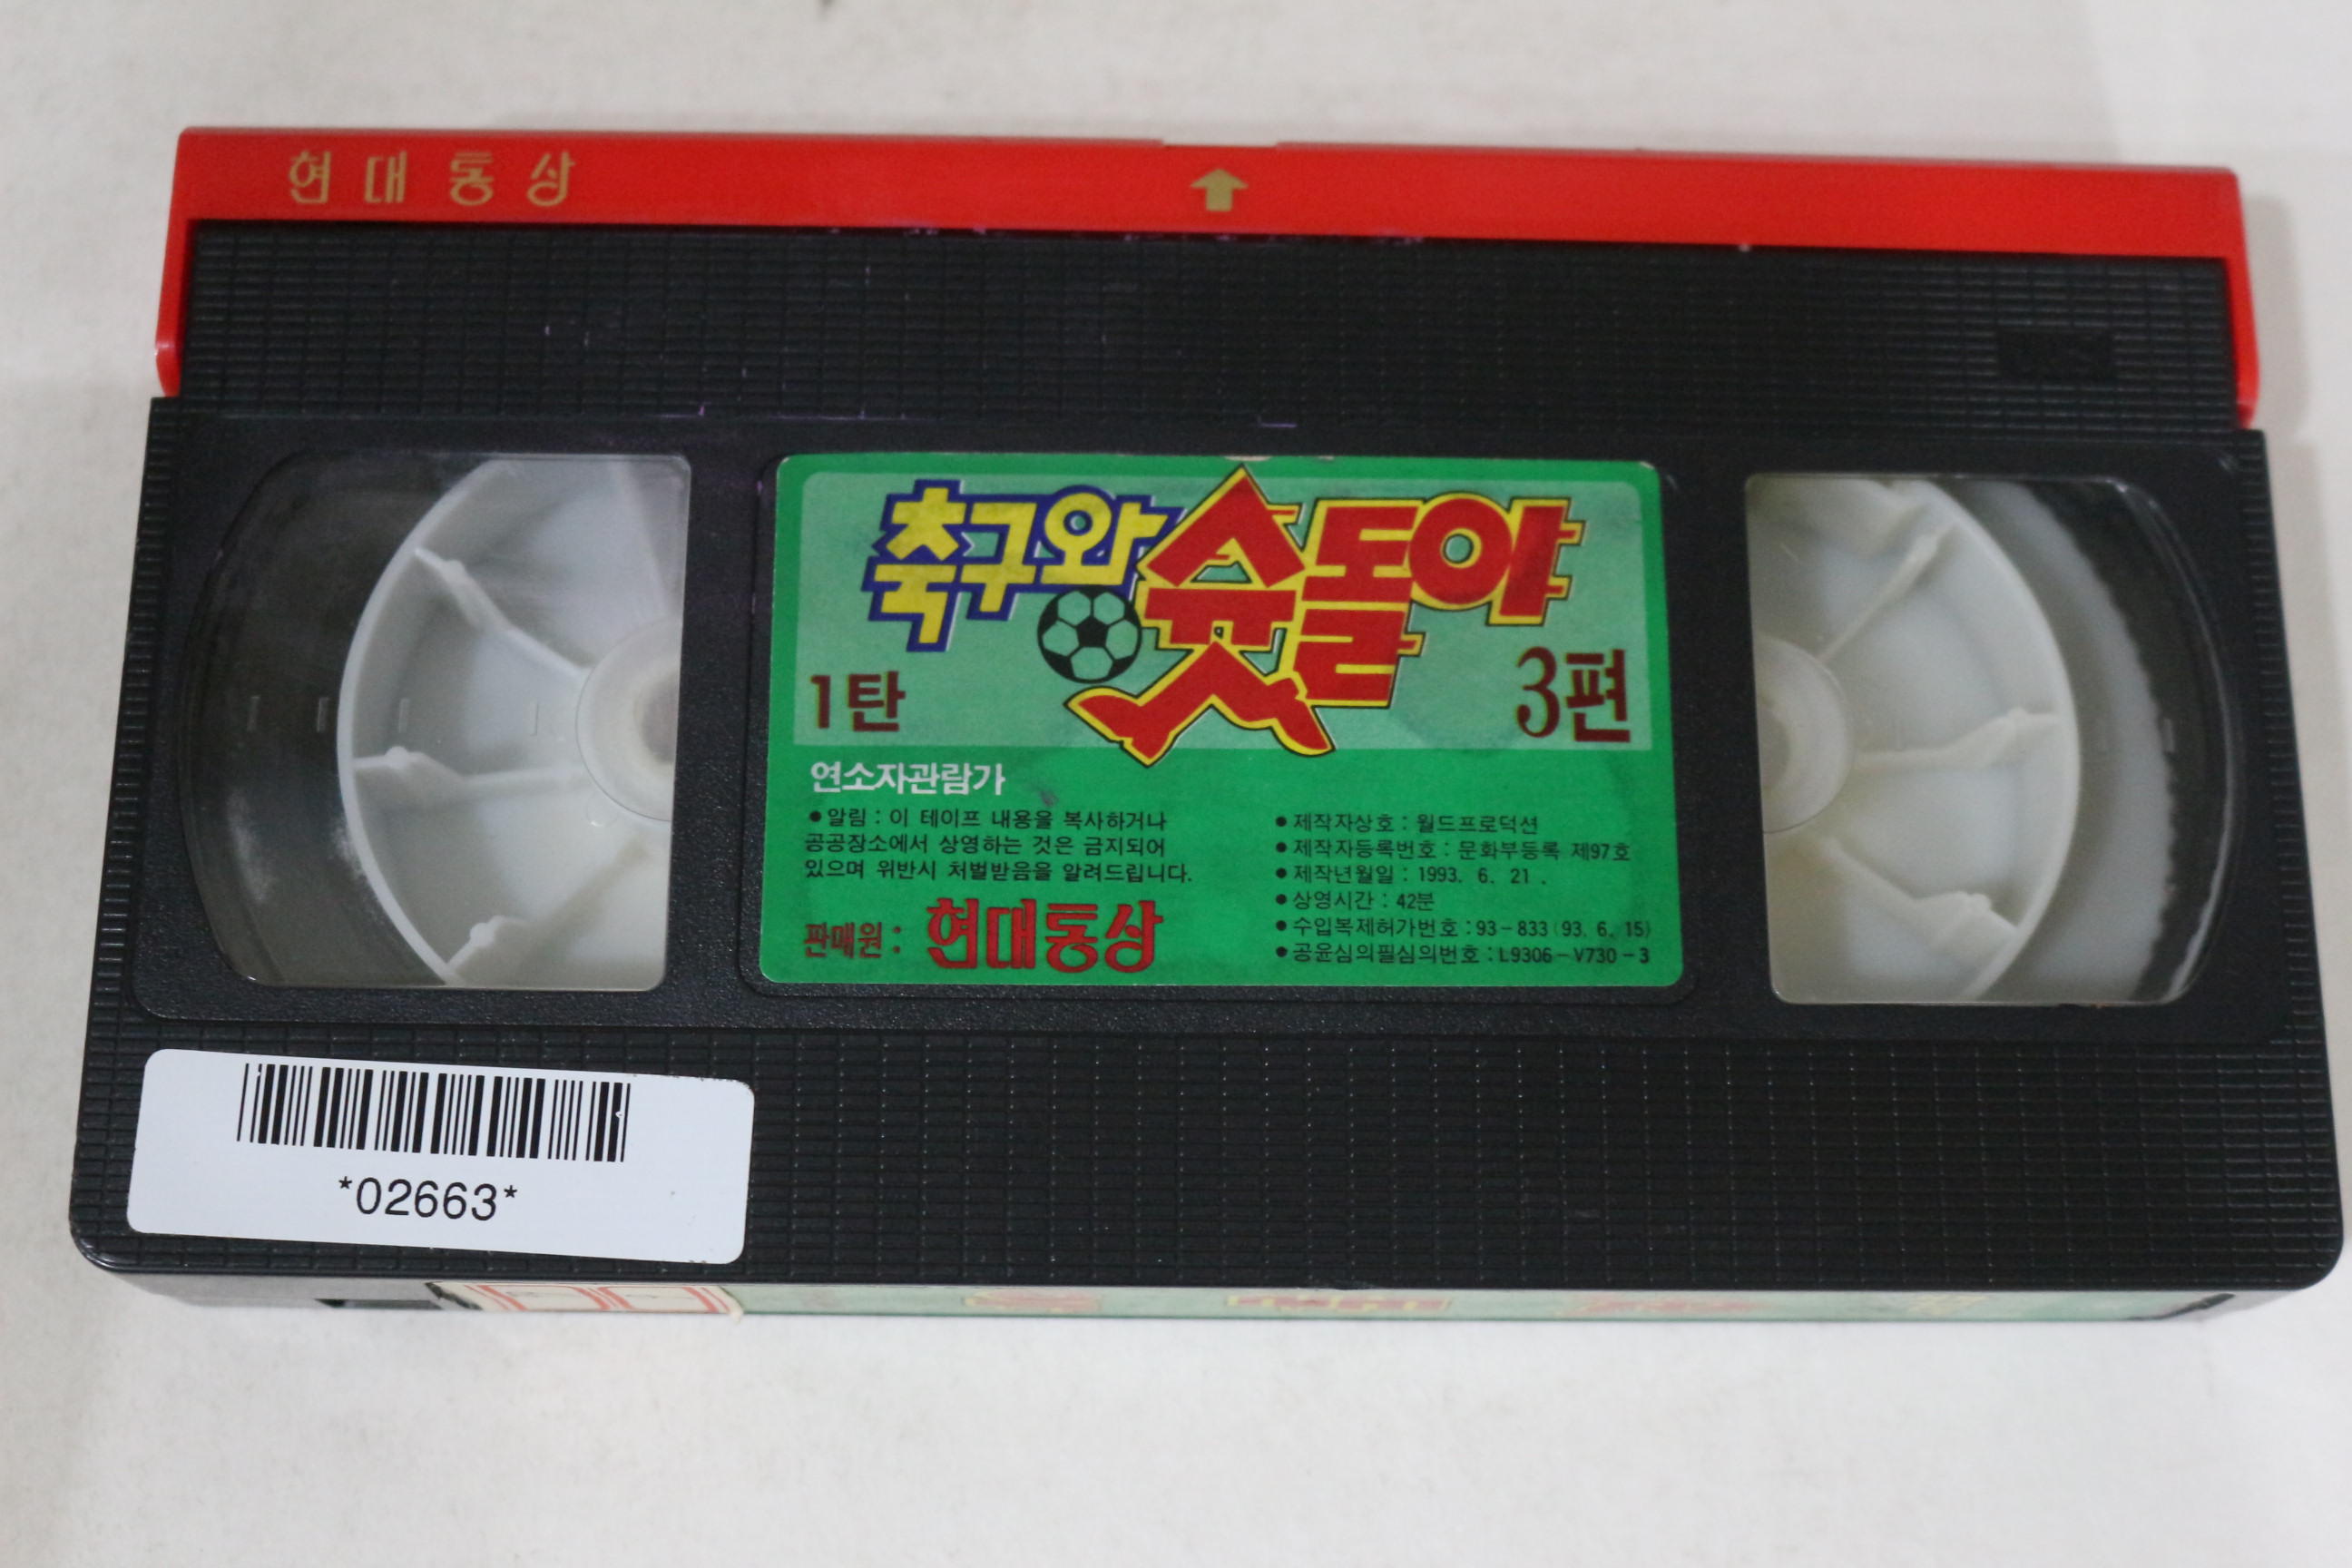 현대통상
축구와 슛돌이야
1탄
3편
연소자관람가
●알림 : 이 테이프 내용을 복사하거나
공공장소에서 상영하는 것은 금지되어
있으며 위반시 처벌받음을 알려드립니다.
판매원 : 현대통상
●제작자상호 : 월드프로덕션
●제작자등록번호 : 문화부등록 제97호
●제작년월일 : 1993. 6. 21.
●상영시간 : 42분
●수입복제허가번호 : 93-833 (93. 6. 15)
●공윤심의필심의번호 : L9306-V730-3
*02663*